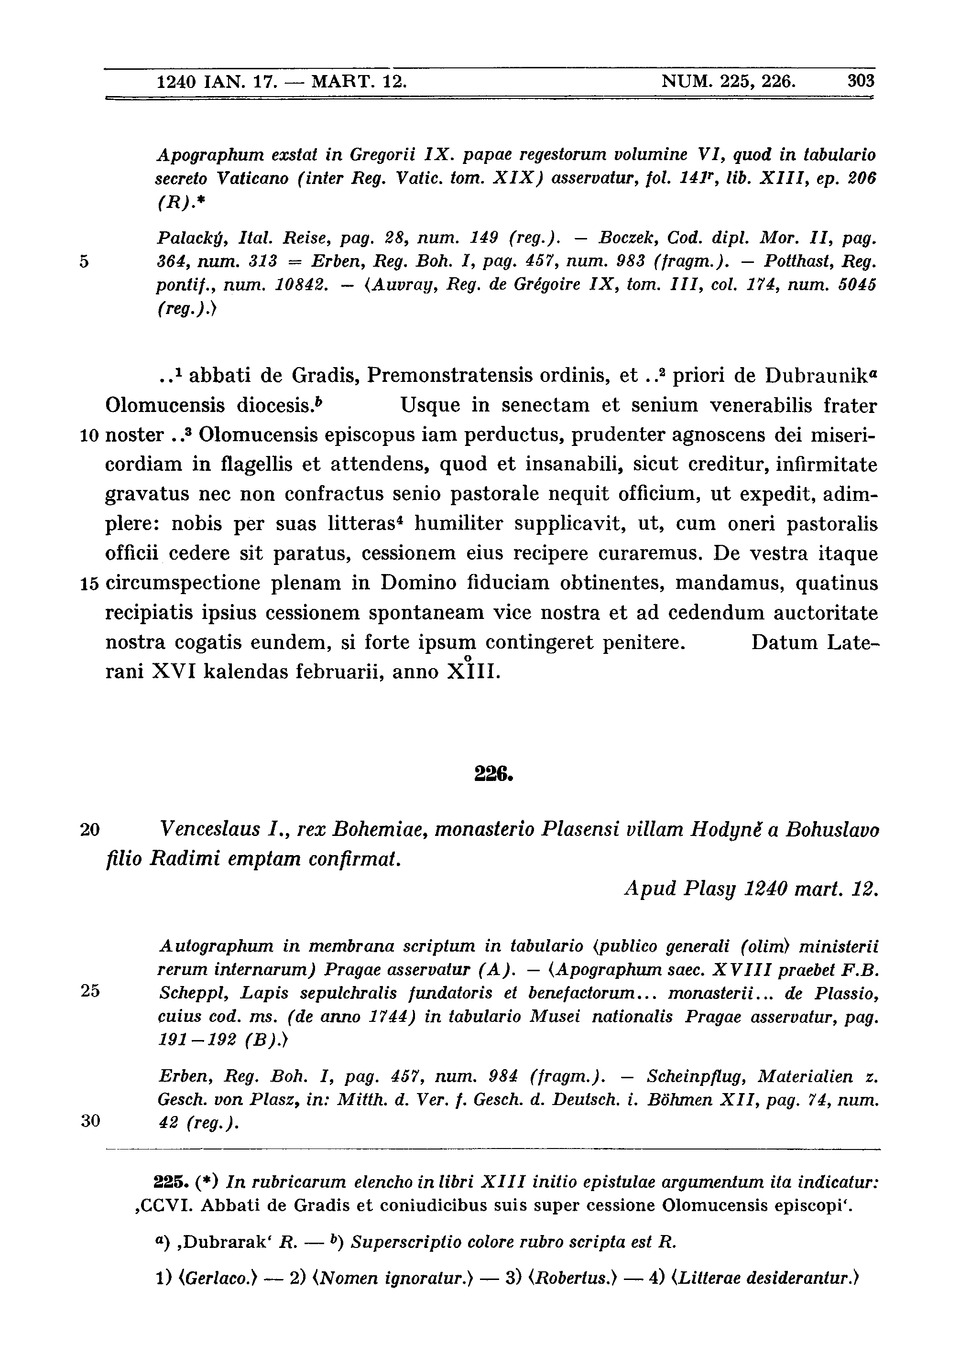 1240 IAN. 17. — MART. 12. NUM. 225, 226. 303
Apographum exstat in Gregorii IX. papae regestorum volumine VI, quod in tabulario
secreto Vaticano (inter Reg. Vatic. tom. XIX) asservatur, fol. 141ʳ, lib. XIII, ep. 206
(R).*
Palacký, Ital. Reise, pag. 28, num. 149 (reg.). — Boczek, Cod. dipl. Mor. II, pag.
5 364, num. 313 = Erben, Reg. Boh. I, pag. 457, num. 983 (fragm.). — Potthast, Reg.
pontif., num. 10842. — ⟨Auvray, Reg. de Grégoire IX, tom. III, col. 174, num. 5045
(reg.).⟩
..¹ abbati de Gradis, Premonstratensis ordinis, et ..² priori de Dubraunikᵃ
Olomucensis diocesis.ᵇ Usque in senectam et senium venerabilis frater
10 noster ..³ Olomucensis episcopus iam perductus, prudenter agnoscens dei miseri-
cordiam in flagellis et attendens, quod et insanabili, sicut creditur, infirmitate
gravatus nec non confractus senio pastorale nequit officium, ut expedit, adim-
plere: nobis per suas litteras⁴ humiliter supplicavit, ut, cum oneri pastoralis
officii cedere sit paratus, cessionem eius recipere curaremus. De vestra itaque
15 circumspectione plenam in Domino fiduciam obtinentes, mandamus, quatinus
recipiatis ipsius cessionem spontaneam vice nostra et ad cedendum auctoritate
nostra cogatis eundem, si forte ipsum contingeret penitere. Datum Late-
rani XVI kalendas februarii, anno XIII̊.
226.
20 Venceslaus I., rex Bohemiae, monasterio Plasensi villam Hodyně a Bohuslavo
filio Radimi emptam confirmat.
Apud Plasy 1240 mart. 12.
Autographum in membrana scriptum in tabulario ⟨publico generali (olim⟩ ministerii
rerum internarum) Pragae asservatur (A). — ⟨Apographum saec. XVIII praebet F.B.
25 Scheppl, Lapis sepulchralis fundatoris et benefactorum... monasterii... de Plassio,
cuius cod. ms. (de anno 1744) in tabulario Musei nationalis Pragae asservatur, pag.
191—192 (B).⟩
Erben, Reg. Boh. I, pag. 457, num. 984 (fragm.). — Scheinpflug, Materialien z.
Gesch. von Plasz, in: Mitth. d. Ver. f. Gesch. d. Deutsch. i. Böhmen XII, pag. 74, num.
30 42 (reg.).
225. (*) In rubricarum elencho in libri XIII initio epistulae argumentum ita indicatur:
‚CCVI. Abbati de Gradis et coniudicibus suis super cessione Olomucensis episcopi‘.
ᵃ) ‚Dubrarak‘ R. — ᵇ) Superscriptio colore rubro scripta est R.
1) ⟨Gerlaco.⟩ — 2) ⟨Nomen ignoratur.⟩ — 3) ⟨Robertus.⟩ — 4) ⟨Litterae desiderantur.⟩